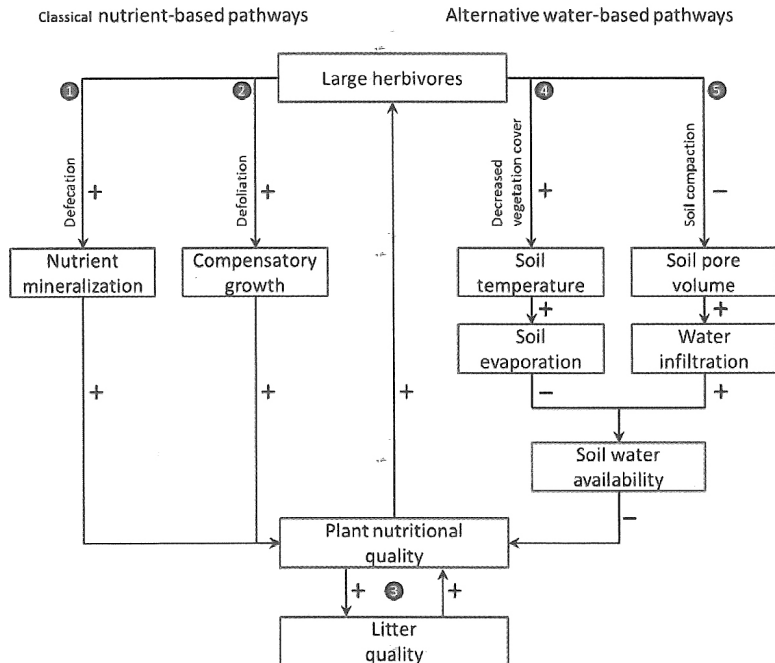 Classical nutrient-based pathways
Alternative water-based pathways
Large herbivores
1
2
4
5
Defecation
+
Defoliation
+
Decreased
vegetation cover
+
Soil compaction
−
Nutrient
mineralization
Compensatory
growth
Soil
temperature
Soil pore
volume
+
+
Soil
evaporation
Water
infiltration
+
+
+
−
+
Soil water
availability
−
Plant nutritional
quality
+
3
+
Litter
quality